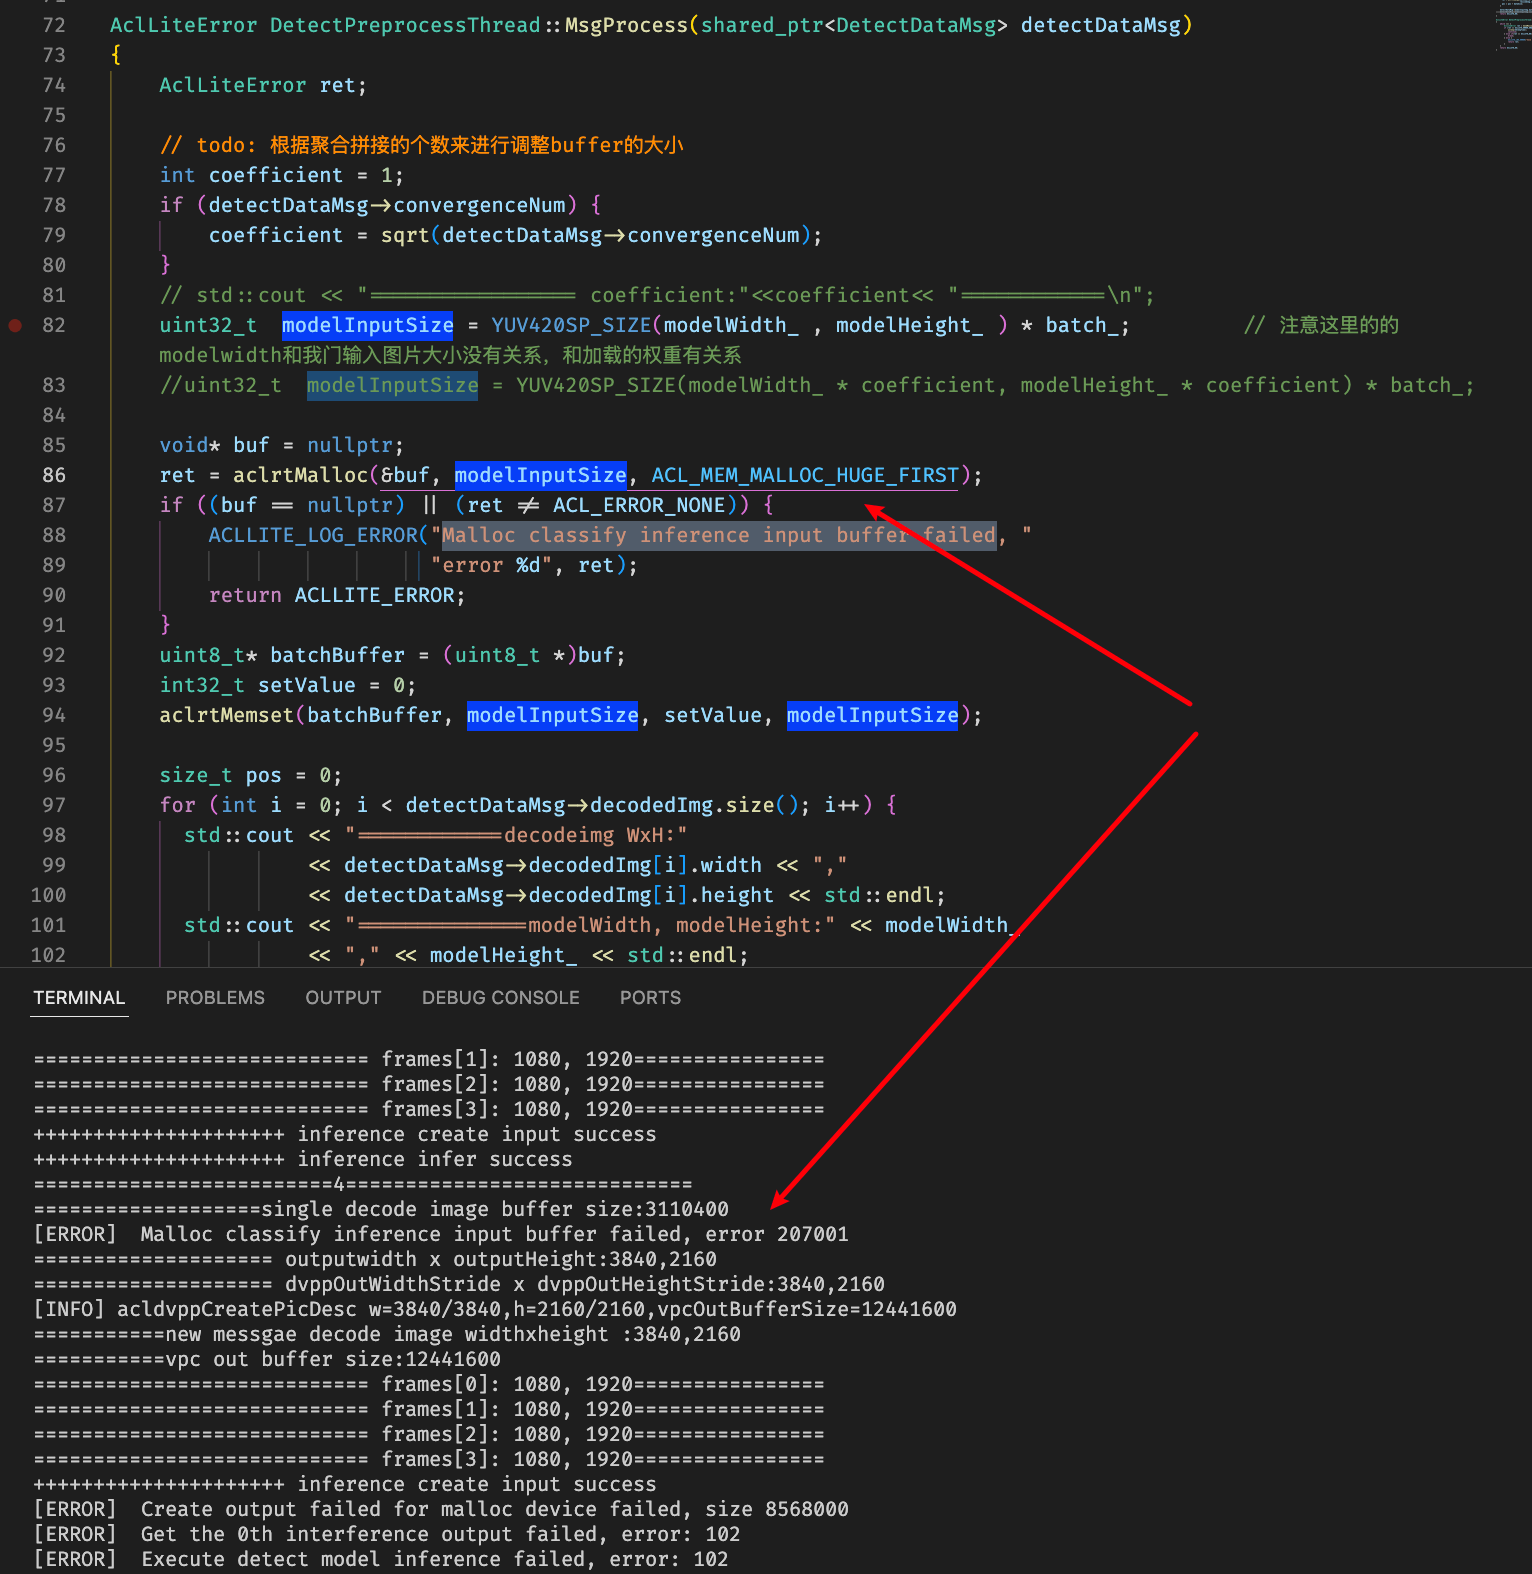 72 AclLiteError DetectPreprocessThread::MsgProcess(shared_ptr<DetectDataMsg> detectDataMsg)
73 {
74 AclLiteError ret;
75
76 // todo: 根据聚合拼接的个数来进行调整buffer的大小
77 int coefficient = 1;
78 if (detectDataMsg->convergenceNum) {
79 coefficient = sqrt(detectDataMsg->convergenceNum);
80 }
81 // std::cout << "================= coefficient:"<<coefficient<< "============\n";
82 uint32_t modelInputSize = YUV420SP_SIZE(modelWidth_ , modelHeight_ ) * batch_; // 注意这里的的
modelwidth和我门输入图片大小没有关系，和加载的权重有关系
83 //uint32_t modelInputSize = YUV420SP_SIZE(modelWidth_ * coefficient, modelHeight_ * coefficient) * batch_;
84
85 void* buf = nullptr;
86 ret = aclrtMalloc(&buf, modelInputSize, ACL_MEM_MALLOC_HUGE_FIRST);
87 if ((buf == nullptr) || (ret != ACL_ERROR_NONE)) {
88 ACLLITE_LOG_ERROR("Malloc classify inference input buffer failed, "
89 "error %d", ret);
90 return ACLLITE_ERROR;
91 }
92 uint8_t* batchBuffer = (uint8_t *)buf;
93 int32_t setValue = 0;
94 aclrtMemset(batchBuffer, modelInputSize, setValue, modelInputSize);
95
96 size_t pos = 0;
97 for (int i = 0; i < detectDataMsg->decodedImg.size(); i++) {
98 std::cout << "============decodeimg WxH:"
99 << detectDataMsg->decodedImg[i].width << ","
100 << detectDataMsg->decodedImg[i].height << std::endl;
101 std::cout << "==============modelWidth, modelHeight:" << modelWidth_
102 << "," << modelHeight_ << std::endl;
TERMINAL PROBLEMS OUTPUT DEBUG CONSOLE PORTS
============================ frames[1]: 1080, 1920================
============================ frames[2]: 1080, 1920================
============================ frames[3]: 1080, 1920================
+++++++++++++++++++++ inference create input success
+++++++++++++++++++++ inference infer success
=========================4=============================
===================single decode image buffer size:3110400
[ERROR] Malloc classify inference input buffer failed, error 207001
==================== outputwidth x outputHeight:3840,2160
==================== dvppOutWidthStride x dvppOutHeightStride:3840,2160
[INFO] acldvppCreatePicDesc w=3840/3840,h=2160/2160,vpcOutBufferSize=12441600
===========new messgae decode image widthxheight :3840,2160
===========vpc out buffer size:12441600
============================ frames[0]: 1080, 1920================
============================ frames[1]: 1080, 1920================
============================ frames[2]: 1080, 1920================
============================ frames[3]: 1080, 1920================
+++++++++++++++++++++ inference create input success
[ERROR] Create output failed for malloc device failed, size 8568000
[ERROR] Get the 0th interference output failed, error: 102
[ERROR] Execute detect model inference failed, error: 102